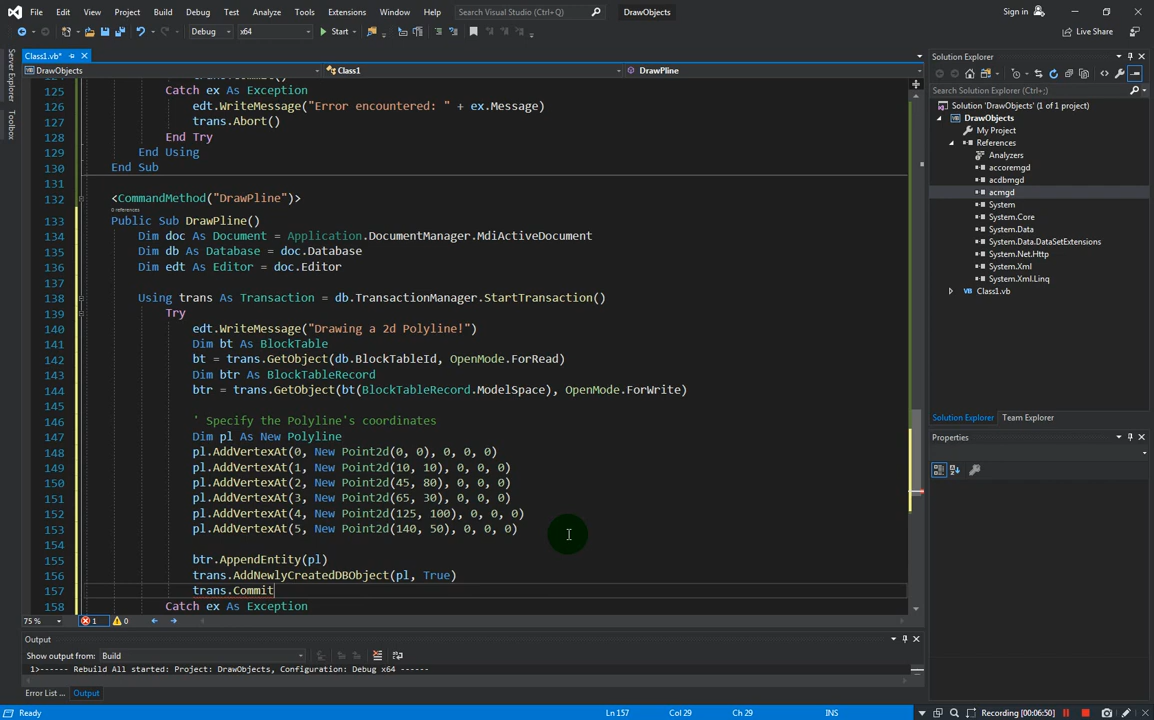 File Edit View Project Build Debug Test Analyze Tools Extensions Window Help Search Visual Studio (Ctrl+Q) DrawObjects Sign in
Debug x64 Start Live Share
Class1.vb*
DrawObjects Class1 DrawPline
Server Explorer
Toolbox
125 Catch ex As Exception
126 edt.WriteMessage("Error encountered: " + ex.Message)
127 trans.Abort()
128 End Try
129 End Using
130 End Sub
131
132 <CommandMethod("DrawPline")>
0 references
133 Public Sub DrawPline()
134 Dim doc As Document = Application.DocumentManager.MdiActiveDocument
135 Dim db As Database = doc.Database
136 Dim edt As Editor = doc.Editor
137
138 Using trans As Transaction = db.TransactionManager.StartTransaction()
139 Try
140 edt.WriteMessage("Drawing a 2d Polyline!")
141 Dim bt As BlockTable
142 bt = trans.GetObject(db.BlockTableId, OpenMode.ForRead)
143 Dim btr As BlockTableRecord
144 btr = trans.GetObject(bt(BlockTableRecord.ModelSpace), OpenMode.ForWrite)
145
146 ' Specify the Polyline's coordinates
147 Dim pl As New Polyline
148 pl.AddVertexAt(0, New Point2d(0, 0), 0, 0, 0)
149 pl.AddVertexAt(1, New Point2d(10, 10), 0, 0, 0)
150 pl.AddVertexAt(2, New Point2d(45, 80), 0, 0, 0)
151 pl.AddVertexAt(3, New Point2d(65, 30), 0, 0, 0)
152 pl.AddVertexAt(4, New Point2d(125, 100), 0, 0, 0)
153 pl.AddVertexAt(5, New Point2d(140, 50), 0, 0, 0)
154
155 btr.AppendEntity(pl)
156 trans.AddNewlyCreatedDBObject(pl, True)
157 trans.Commit
158 Catch ex As Exception
75 % 1 0
Output
Show output from: Build
1>------ Rebuild All started: Project: DrawObjects, Configuration: Debug x64 ------
Error List ... Output
Ready Ln 157 Col 29 Ch 29 INS Recording [00:06:50]
Solution Explorer
Search Solution Explorer (Ctrl+;)
Solution 'DrawObjects' (1 of 1 project)
DrawObjects
My Project
References
Analyzers
accoremgd
acdbmgd
acmgd
System
System.Core
System.Data
System.Data.DataSetExtensions
System.Net.Http
System.Xml
System.Xml.Linq
Class1.vb
Solution Explorer Team Explorer
Properties